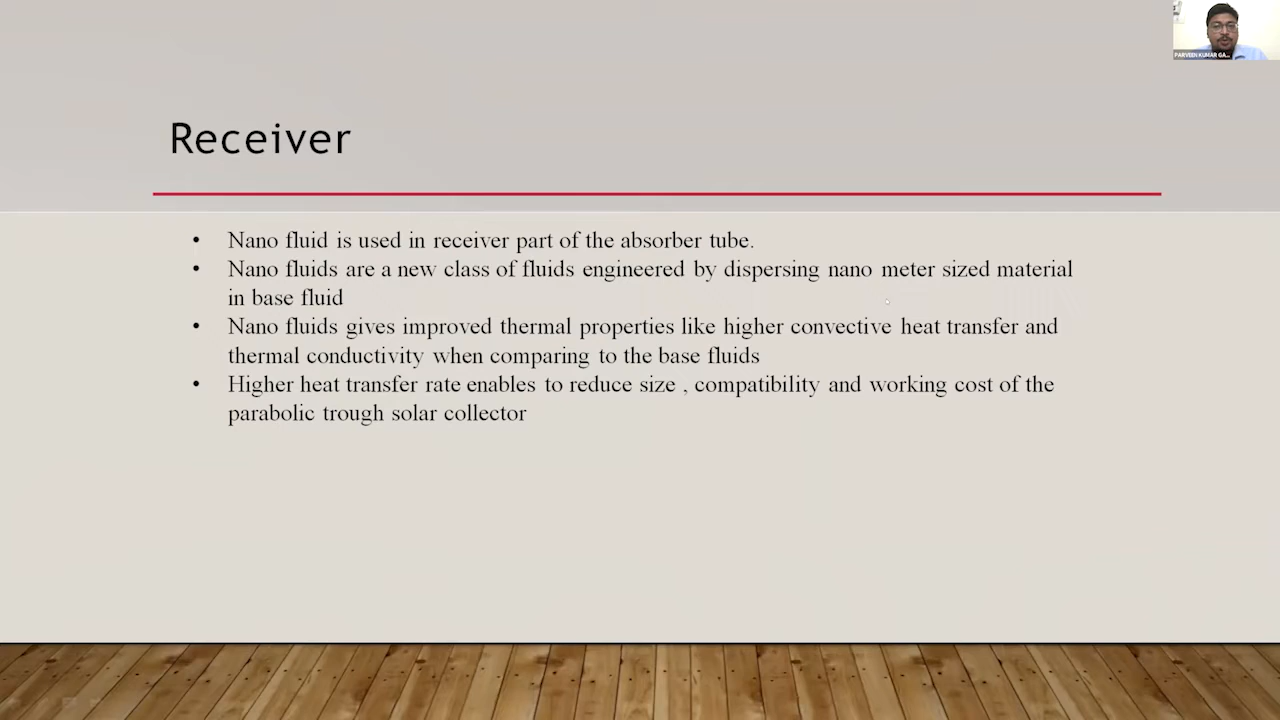 PARVEEN KUMAR GA...
Receiver
• Nano fluid is used in receiver part of the absorber tube.
• Nano fluids are a new class of fluids engineered by dispersing nano meter sized material
in base fluid
• Nano fluids gives improved thermal properties like higher convective heat transfer and
thermal conductivity when comparing to the base fluids
• Higher heat transfer rate enables to reduce size , compatibility and working cost of the
parabolic trough solar collector